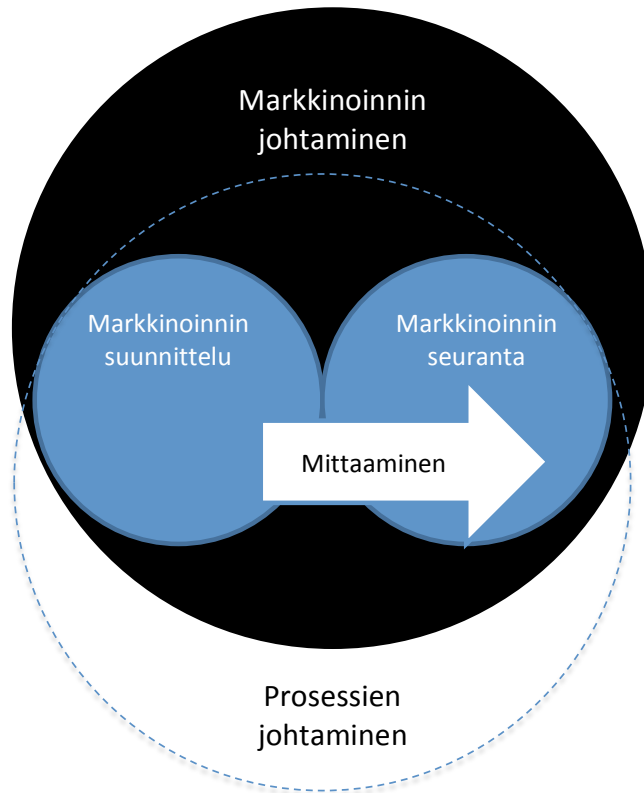 Markkinoinnin
johtaminen
Markkinoinnin
suunnittelu
Markkinoinnin
seuranta
Mittaaminen
Prosessien
johtaminen